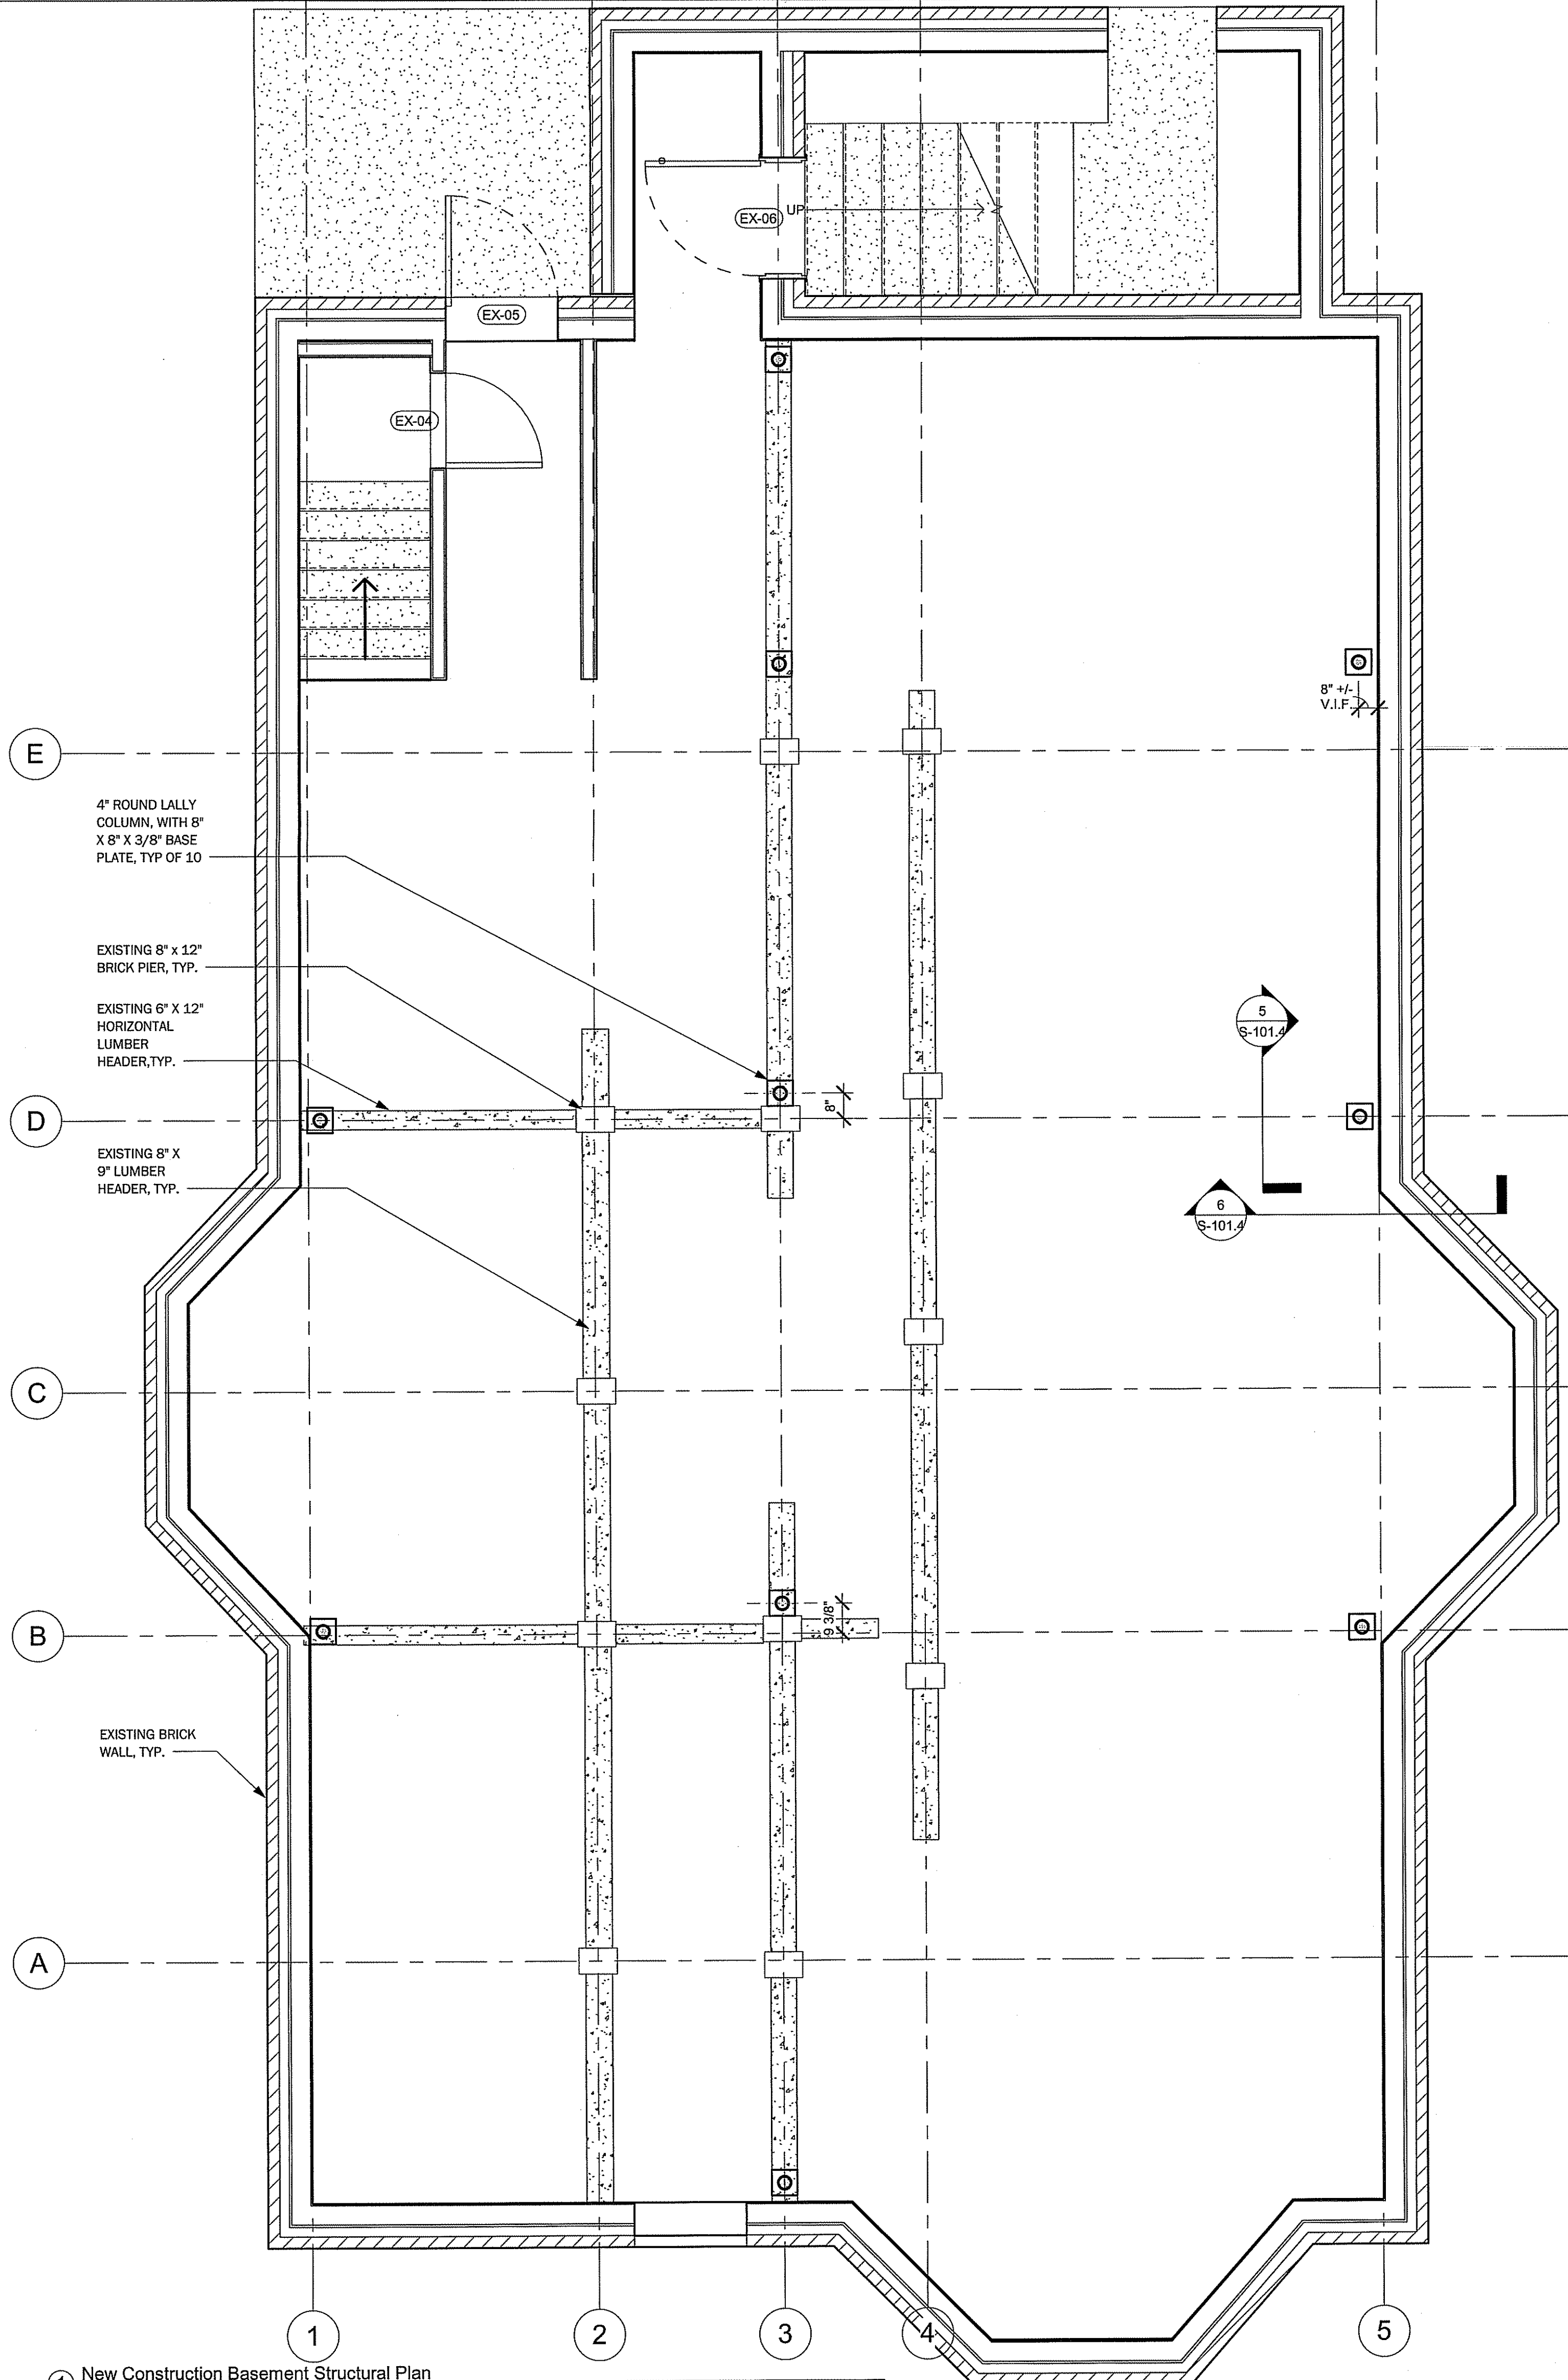 EX-06
UP
EX-05
EX-04
8" +/-
V.I.F.
E
4" ROUND LALLY
COLUMN, WITH 8"
X 8" X 3/8" BASE
PLATE, TYP OF 10
EXISTING 8" x 12"
BRICK PIER, TYP.
EXISTING 6" X 12"
HORIZONTAL
LUMBER
HEADER,TYP.
5
S-101.4
8"
D
EXISTING 8" X
9" LUMBER
HEADER, TYP.
6
S-101.4
C
9 3/8"
B
EXISTING BRICK
WALL, TYP.
A
1
2
3
4
5
New Construction Basement Structural Plan